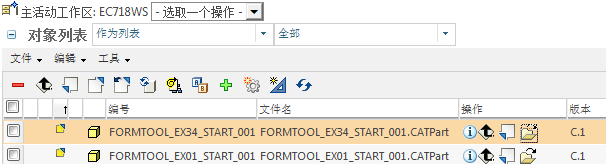 主活动工作区: EC718WS - 选取一个操作 -
对象列表 作为列表 全部
文件 编辑 工具
编号 文件名 操作 版本
FORMTOOL_EX34_START_001 FORMTOOL_EX34_START_001.CATPart C.1
FORMTOOL_EX01_START_001 FORMTOOL_EX01_START_001.CATPart C.1